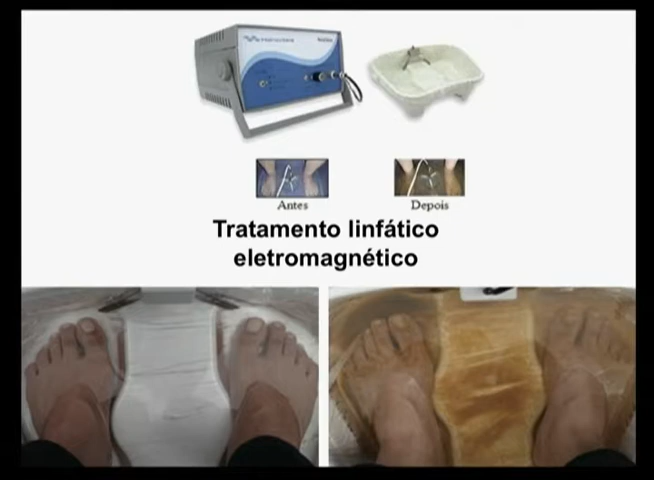 Antes
Depois
Tratamento linfático
eletromagnético